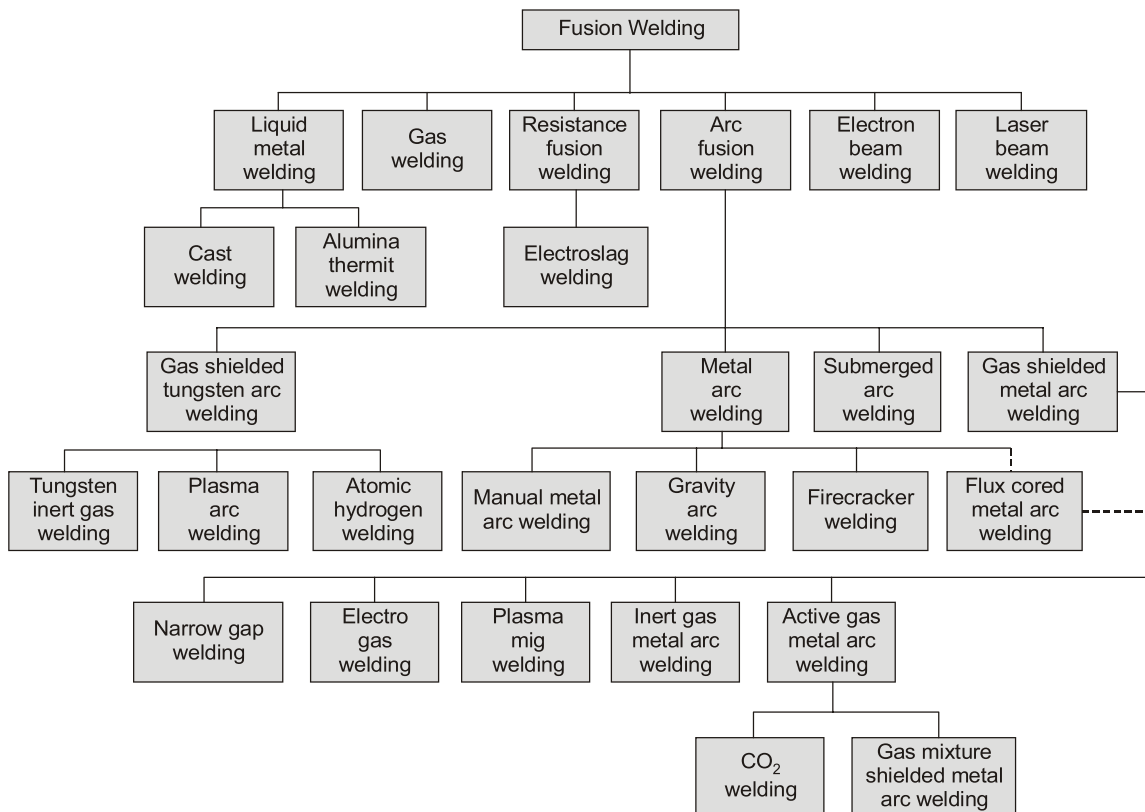 Fusion Welding
Liquid
metal
welding
Gas
welding
Resistance
fusion
welding
Arc
fusion
welding
Electron
beam
welding
Laser
beam
welding
Cast
welding
Alumina
thermit
welding
Electroslag
welding
Gas shielded
tungsten arc
welding
Metal
arc
welding
Submerged
arc
welding
Gas shielded
metal arc
welding
Tungsten
inert gas
welding
Plasma
arc
welding
Atomic
hydrogen
welding
Manual metal
arc welding
Gravity
arc
welding
Firecracker
welding
Flux cored
metal arc
welding
Narrow gap
welding
Electro
gas
welding
Plasma
mig
welding
Inert gas
metal arc
welding
Active gas
metal arc
welding
CO₂
welding
Gas mixture
shielded metal
arc welding